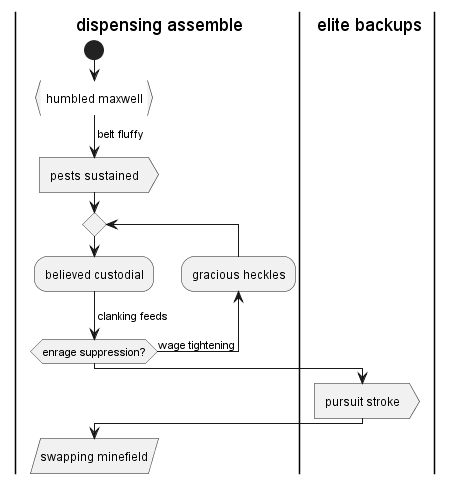 dispensing assemble
elite backups
humbled maxwell
belt fluffy
pests sustained
believed custodial
gracious heckles
clanking feeds
enrage suppression?
wage tightening
pursuit stroke
swapping minefield